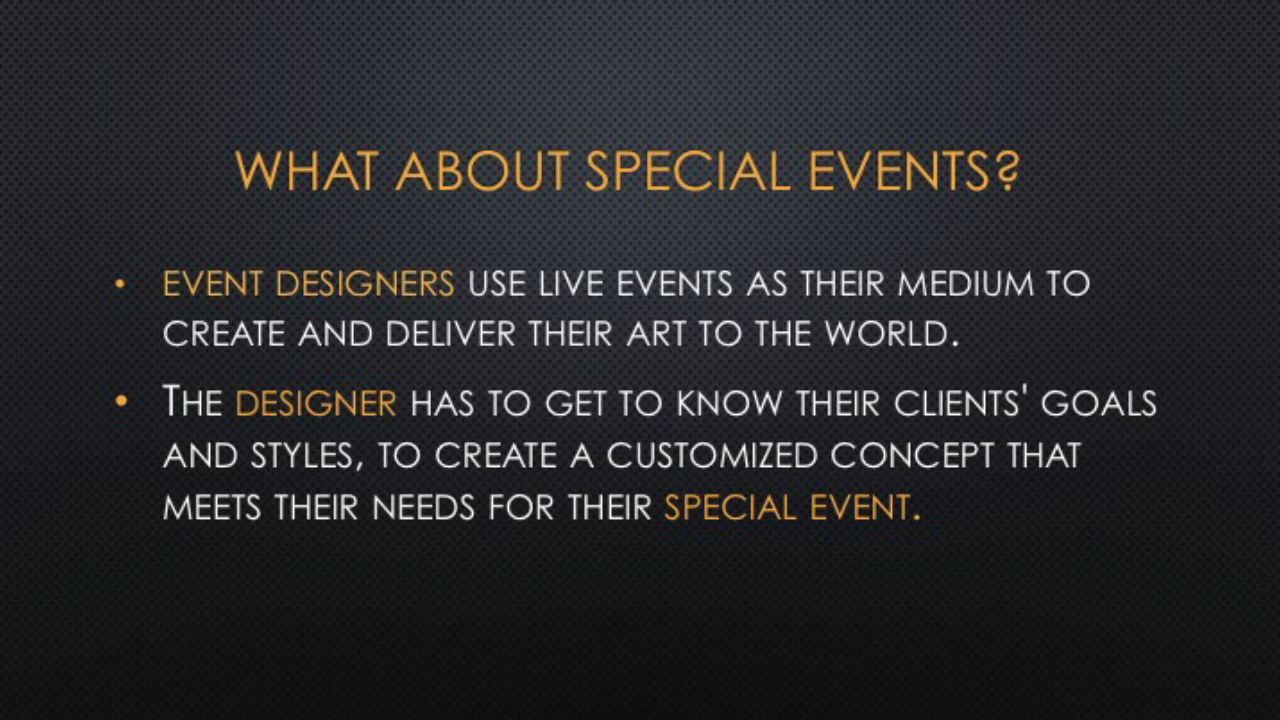 WHAT ABOUT SPECIAL EVENTS?
• EVENT DESIGNERS USE LIVE EVENTS AS THEIR MEDIUM TO
CREATE AND DELIVER THEIR ART TO THE WORLD.
• THE DESIGNER HAS TO GET TO KNOW THEIR CLIENTS' GOALS
AND STYLES, TO CREATE A CUSTOMIZED CONCEPT THAT
MEETS THEIR NEEDS FOR THEIR SPECIAL EVENT.